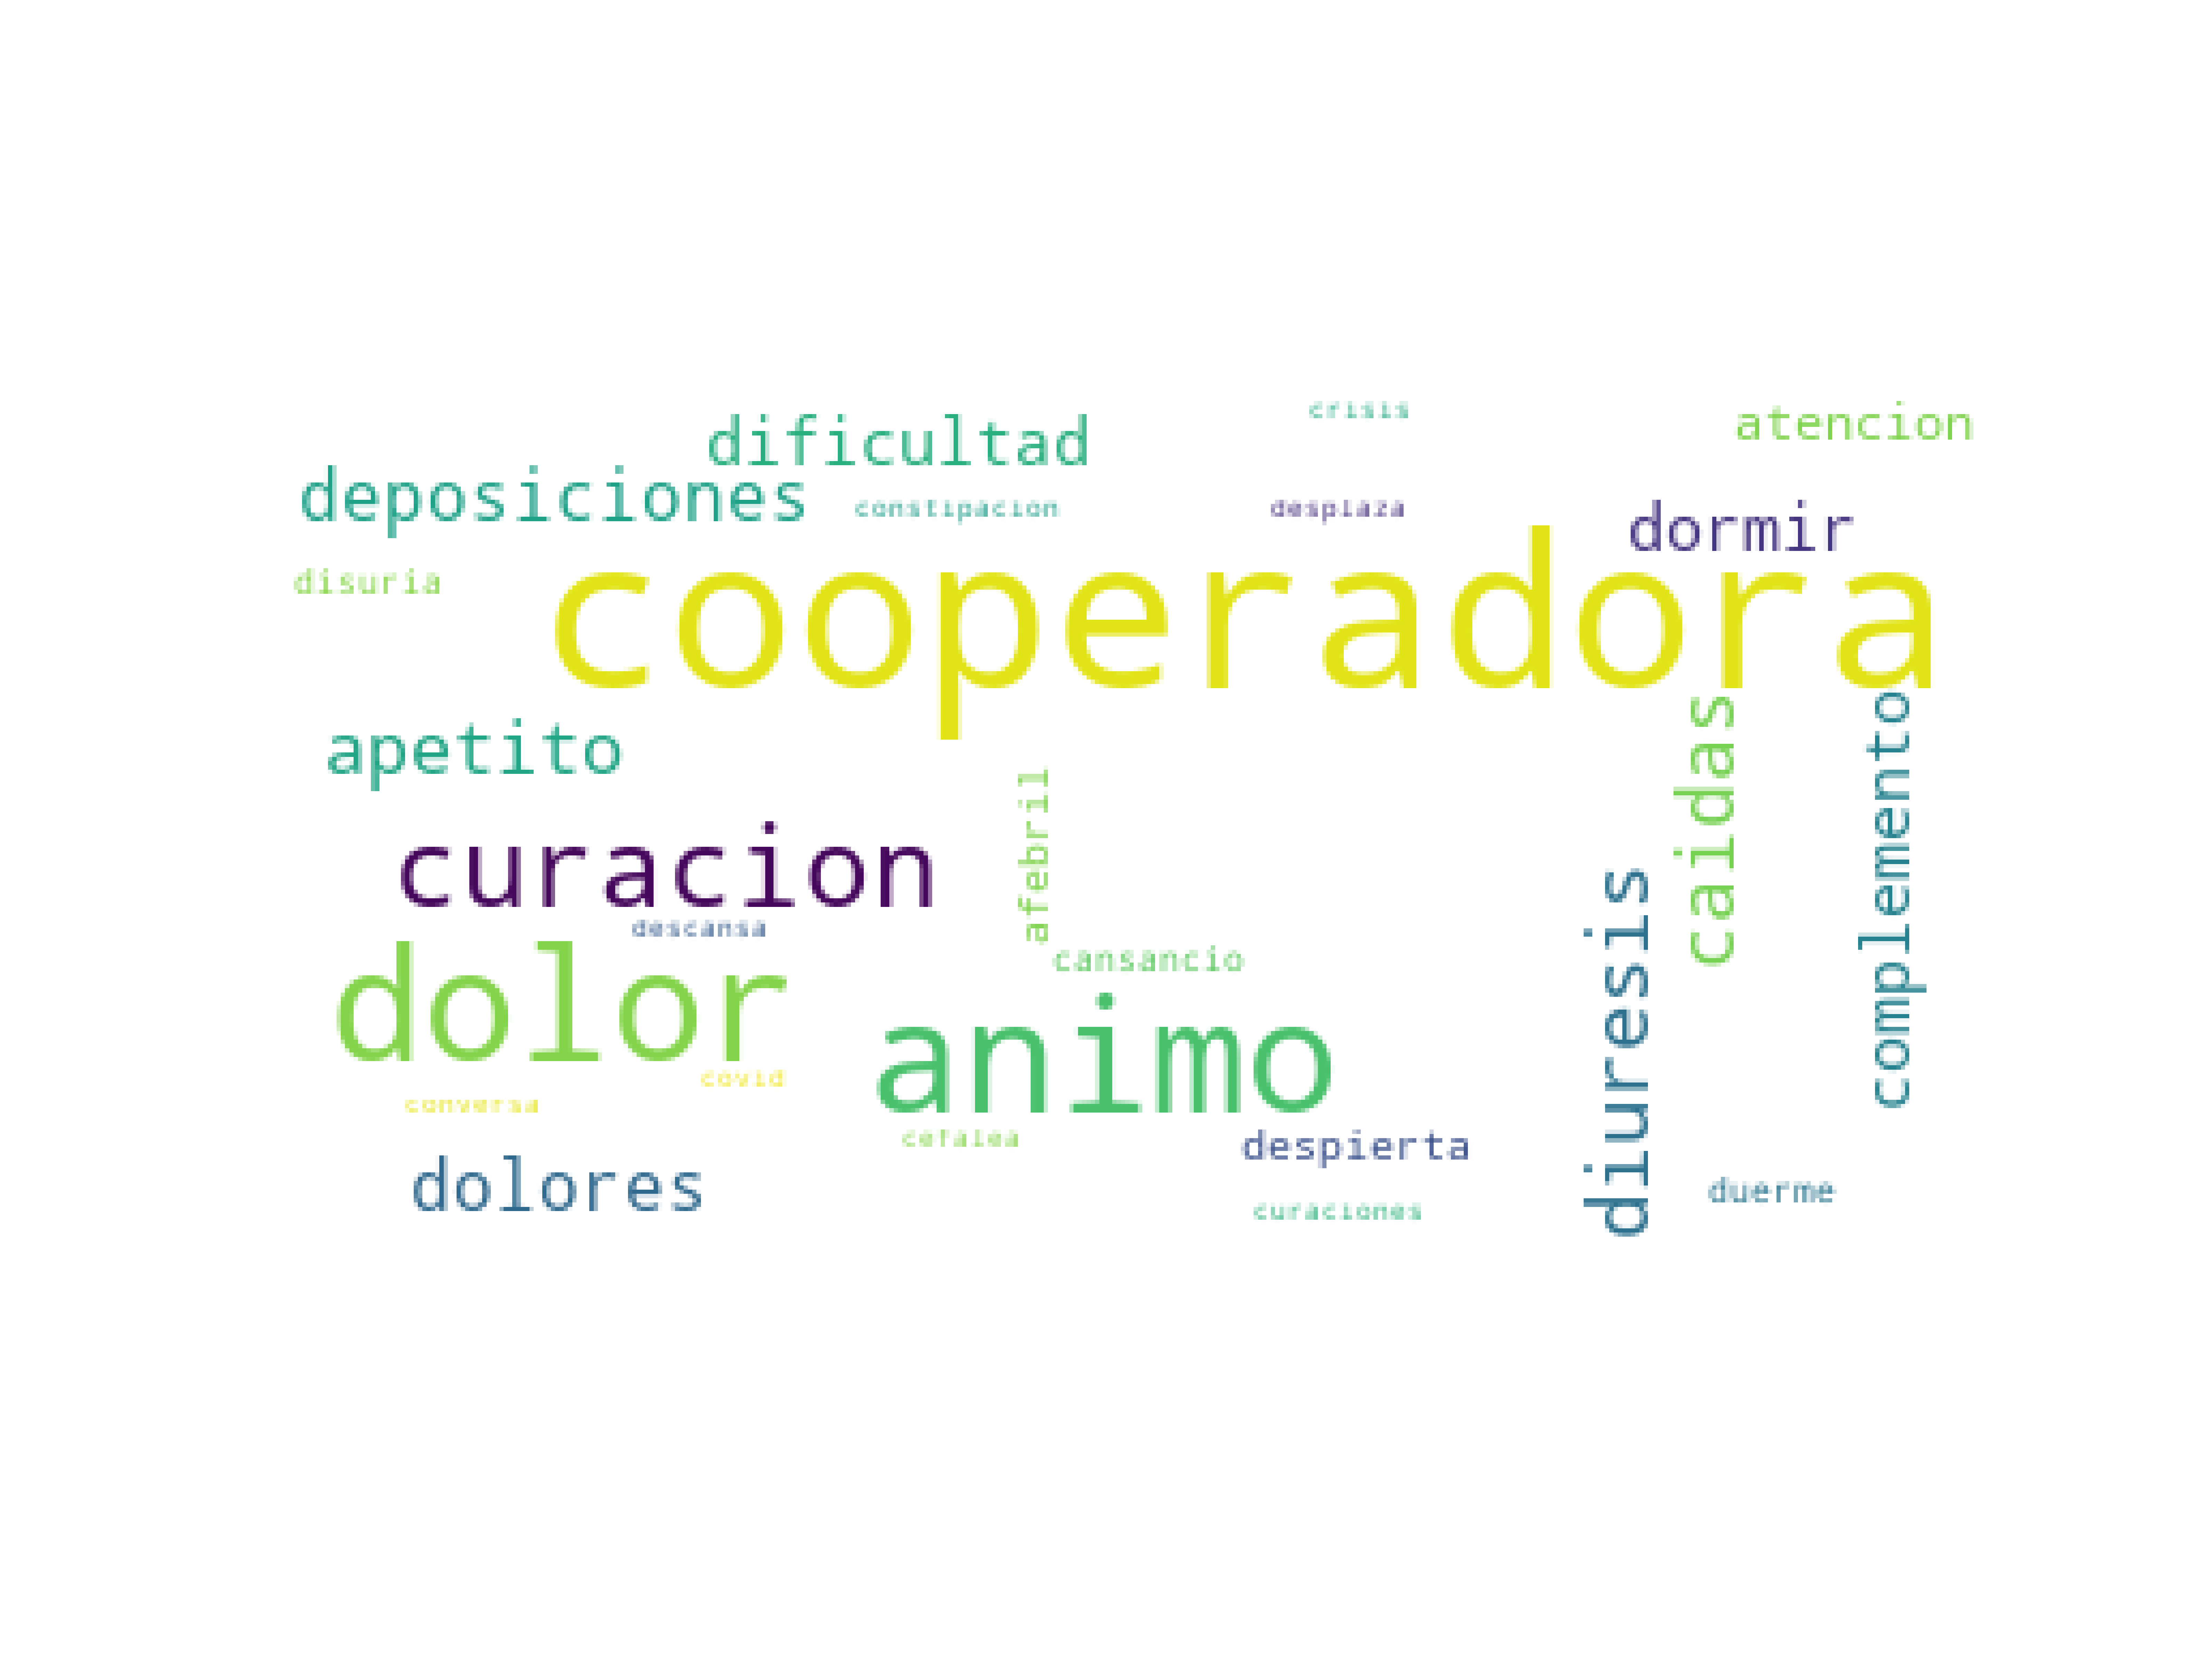 crisis
atencion
dificultad
deposiciones
constipacion
desplaza
dormir
disuria
cooperadora
caidas
complemento
apetito
afebril
curacion
diuresis
descansa
cansancio
dolor
animo
covid
conversa
cefalea
despierta
dolores
duerme
curaciones